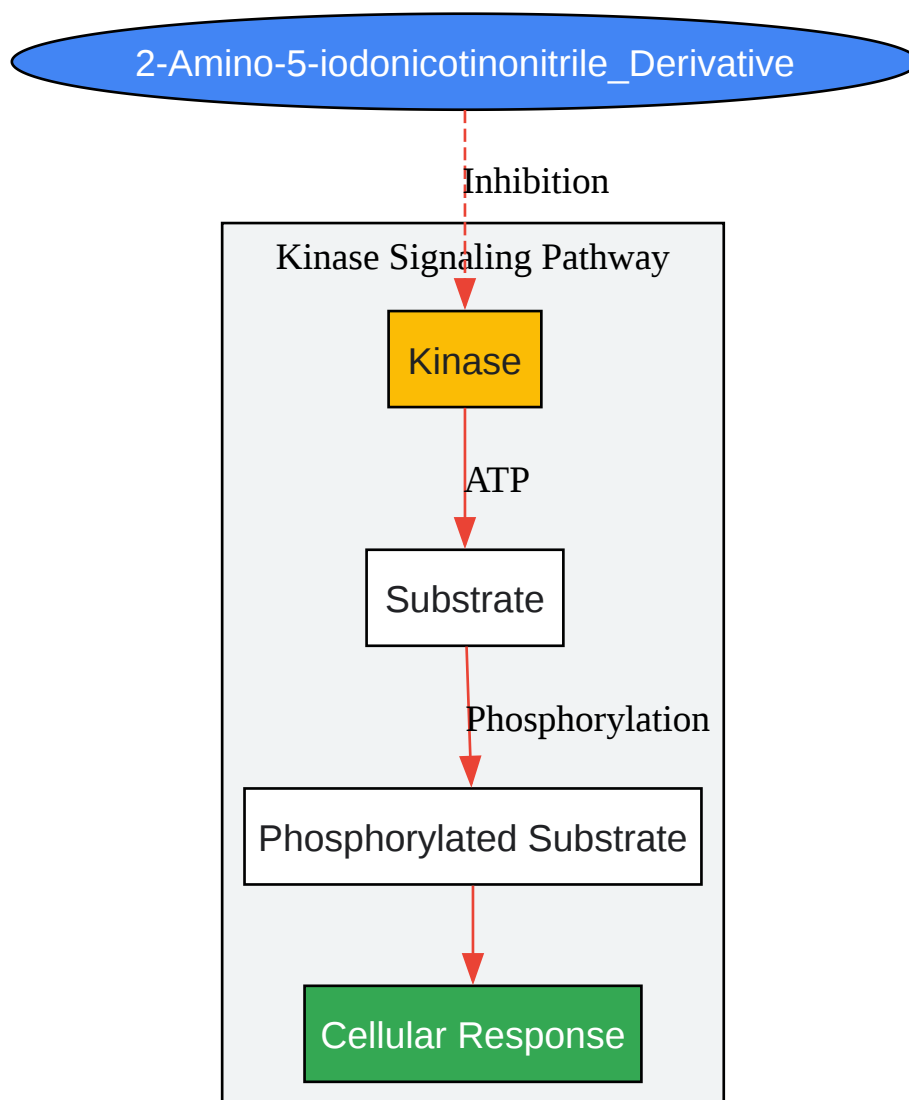 2-Amino-5-iodonicotinonitrile_Derivative
Inhibition
Kinase Signaling Pathway
Kinase
ATP
Substrate
Phosphorylation
Phosphorylated Substrate
Cellular Response